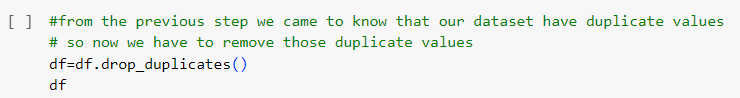 [ ] #from the previous step we came to know that our dataset have duplicate values
# so now we have to remove those duplicate values
df=df.drop_duplicates()
df